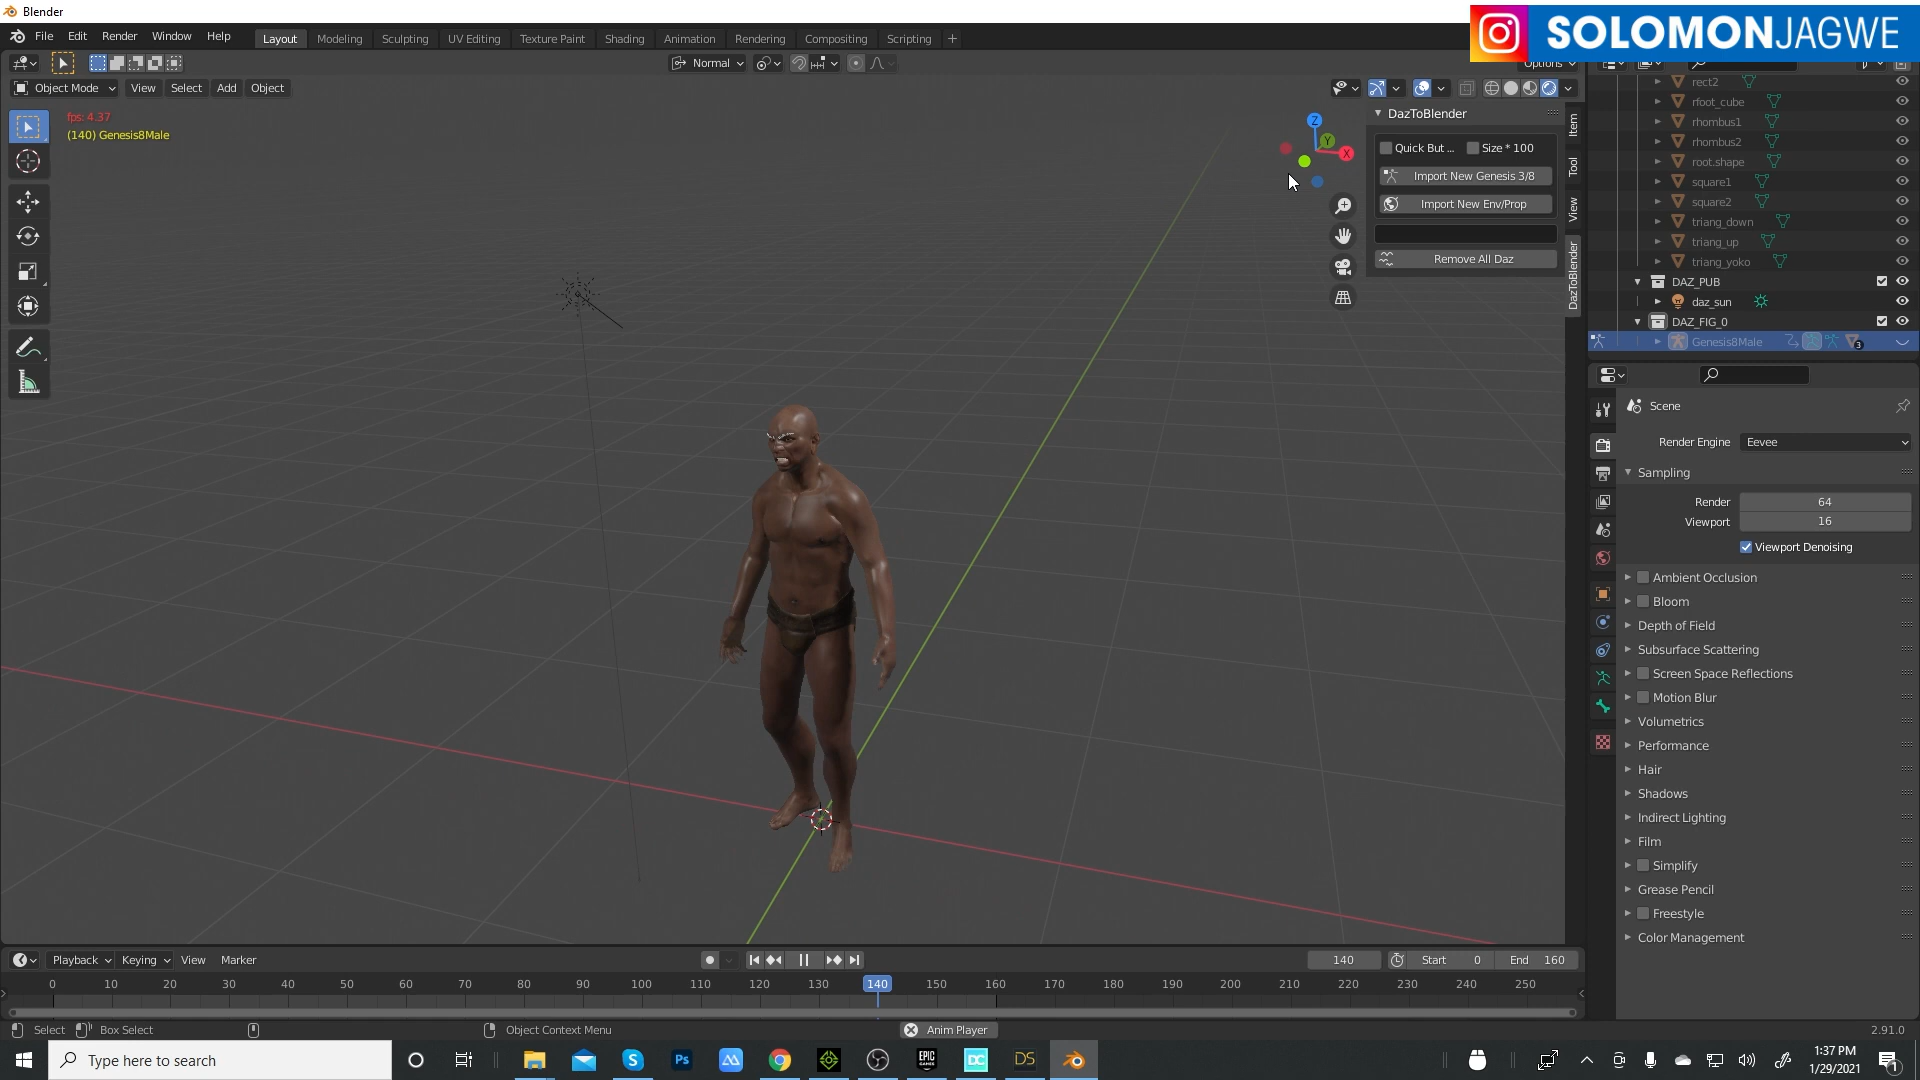 Blender
SOLOMONJAGWE
File Edit Render Window Help Layout Modeling Sculpting UV Editing Texture Paint Shading Animation Rendering Compositing Scripting +
Normal Options
Object Mode View Select Add Object
fps: 4.37
(140) Genesis8Male
Z
Y
X
DazToBlender
Quick But ... Size * 100
Import New Genesis 3/8
Import New Env/Prop
Remove All Daz
Item
Tool
View
DazToBlender
rect2
rfoot_cube
rhombus1
rhombus2
root.shape
square1
square2
triang_down
triang_up
triang_yoko
DAZ_PUB
daz_sun
DAZ_FIG_0
Genesis8Male 3
Scene
Render Engine Eevee
Sampling
Render 64
Viewport 16
Viewport Denoising
Ambient Occlusion
Bloom
Depth of Field
Subsurface Scattering
Screen Space Reflections
Motion Blur
Volumetrics
Performance
Hair
Shadows
Indirect Lighting
Film
Simplify
Grease Pencil
Freestyle
Color Management
Playback Keying View Marker 140 Start 0 End 160
0 10 20 30 40 50 60 70 80 90 100 110 120 130 140 150 160 170 180 190 200 210 220 230 240 250
Select Box Select Object Context Menu Anim Player 2.91.0
Type here to search
Ps
EPIC GAMES
DC
DS
1:37 PM
1/29/2021
1